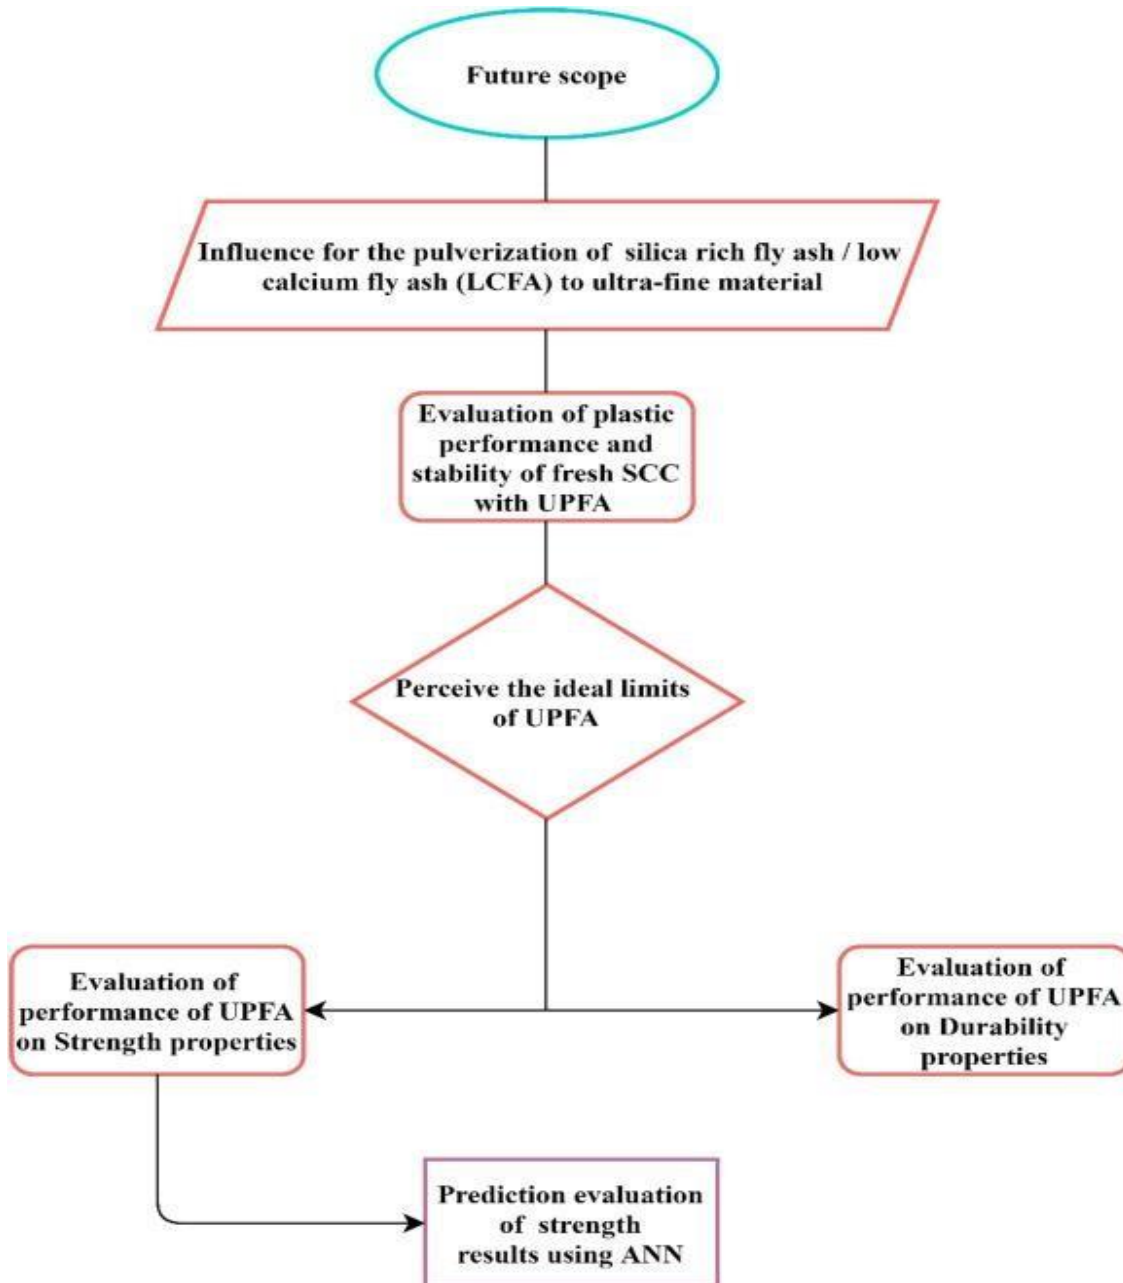 Future scope
Influence for the pulverization of silica rich fly ash / low
calcium fly ash (LCFA) to ultra-fine material
Evaluation of plastic
performance and
stability of fresh SCC
with UPFA
Perceive the ideal limits
of UPFA
Evaluation of
performance of UPFA
on Strength properties
Evaluation of
performance of UPFA
on Durability
properties
Prediction evaluation
of strength
results using ANN